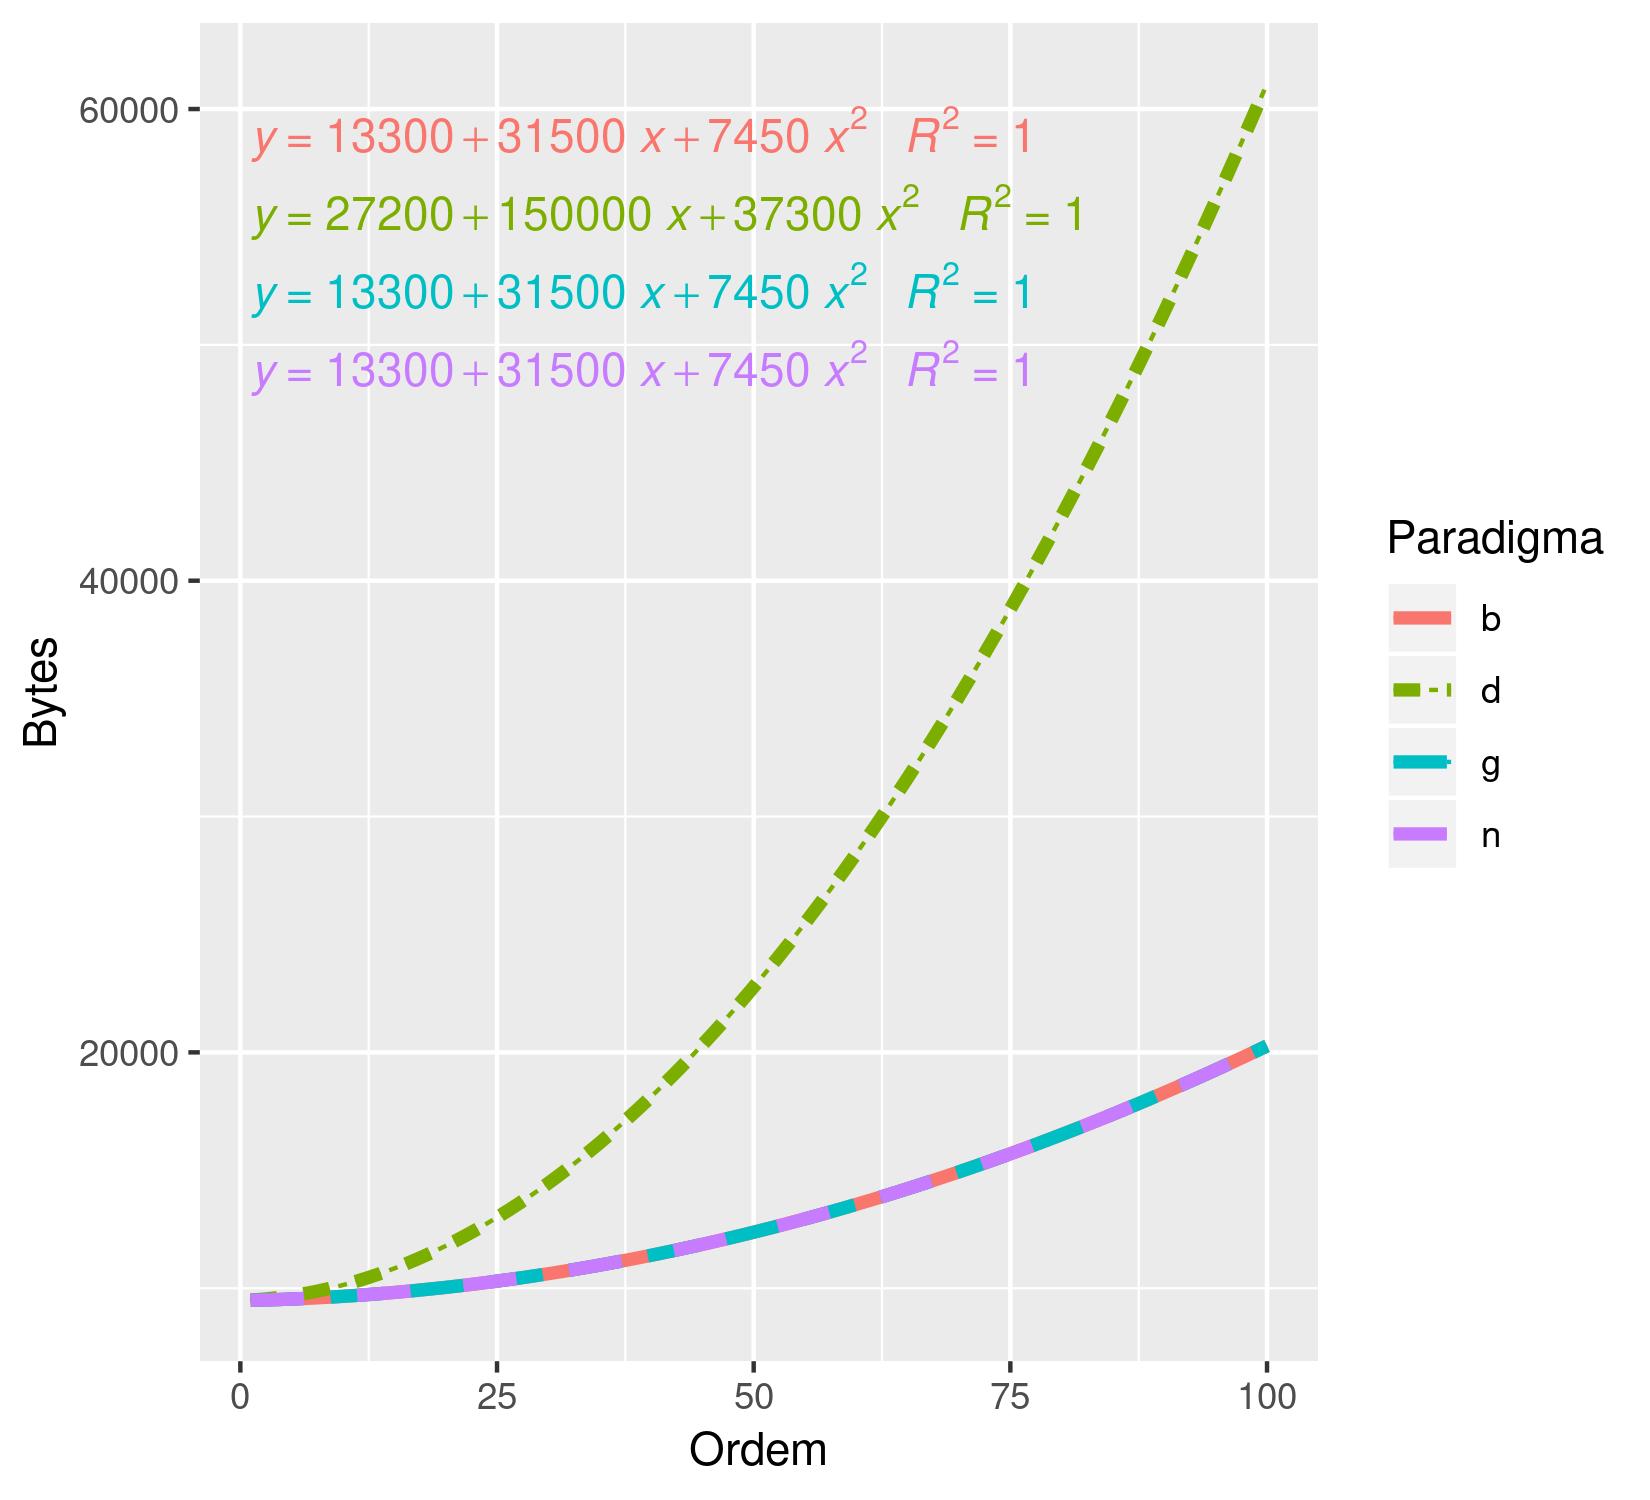 60000
y = 13300 + 31500 x + 7450 x² R² = 1
y = 27200 + 150000 x + 37300 x² R² = 1
y = 13300 + 31500 x + 7450 x² R² = 1
y = 13300 + 31500 x + 7450 x² R² = 1
40000
20000
Bytes
0 25 50 75 100
Ordem
Paradigma
b
d
g
n